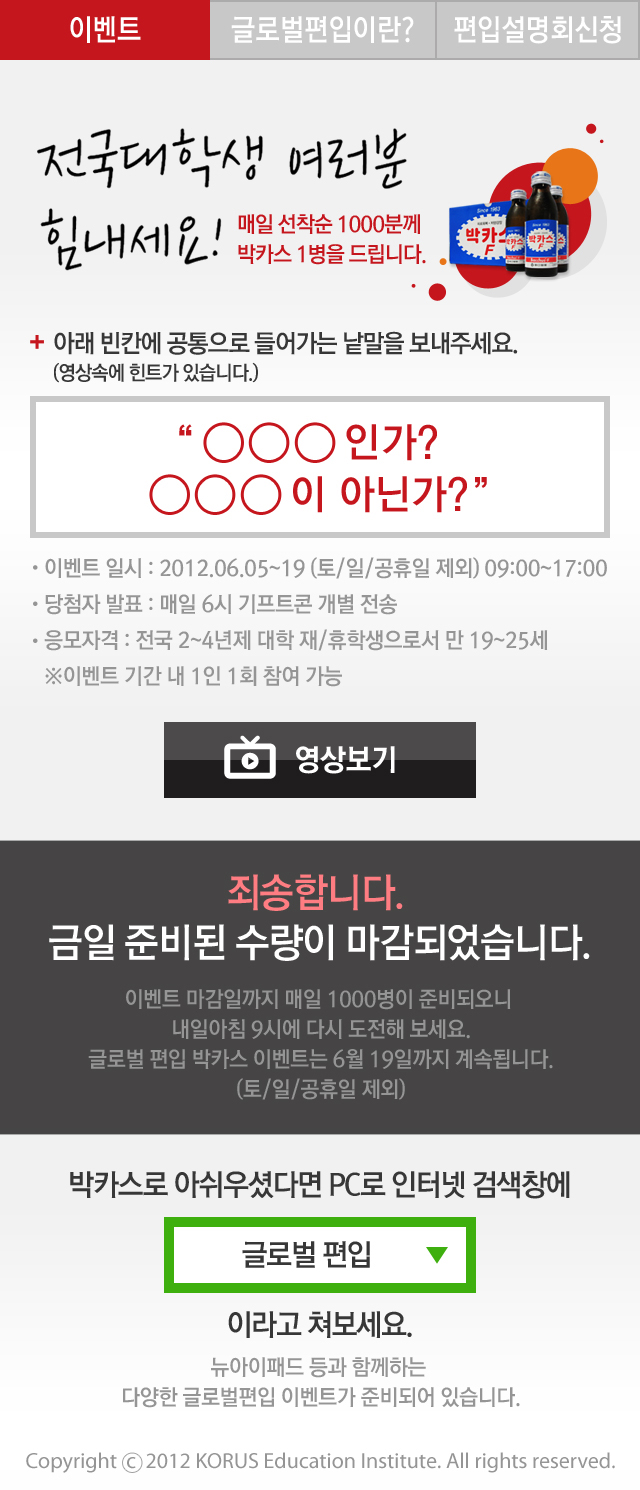 이벤트 글로벌편입이란? 편입설명회신청
전국대학생 여러분
힘내세요!
매일 선착순 1000분께
박카스 1병을 드립니다.
Since 1963
박카스
F
+ 아래 빈칸에 공통으로 들어가는 낱말을 보내주세요.
(영상속에 힌트가 있습니다.)
“ ○○○ 인가?
○○○ 이 아닌가? ”
· 이벤트 일시 : 2012.06.05~19 (토/일/공휴일 제외) 09:00~17:00
· 당첨자 발표 : 매일 6시 기프트콘 개별 전송
· 응모자격 : 전국 2~4년제 대학 재/휴학생으로서 만 19~25세
※이벤트 기간 내 1인 1회 참여 가능
영상보기
죄송합니다.
금일 준비된 수량이 마감되었습니다.
이벤트 마감일까지 매일 1000병이 준비되오니
내일아침 9시에 다시 도전해 보세요.
글로벌 편입 박카스 이벤트는 6월 19일까지 계속됩니다.
(토/일/공휴일 제외)
박카스로 아쉬우셨다면 PC로 인터넷 검색창에
글로벌 편입 ▼
이라고 쳐보세요.
뉴아이패드 등과 함께하는
다양한 글로벌편입 이벤트가 준비되어 있습니다.
Copyright ⓒ 2012 KORUS Education Institute. All rights reserved.